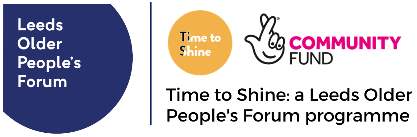 Leeds
Older
People's
Forum
Time to
Shine
COMMUNITY
FUND
Time to Shine: a Leeds Older
People's Forum programme